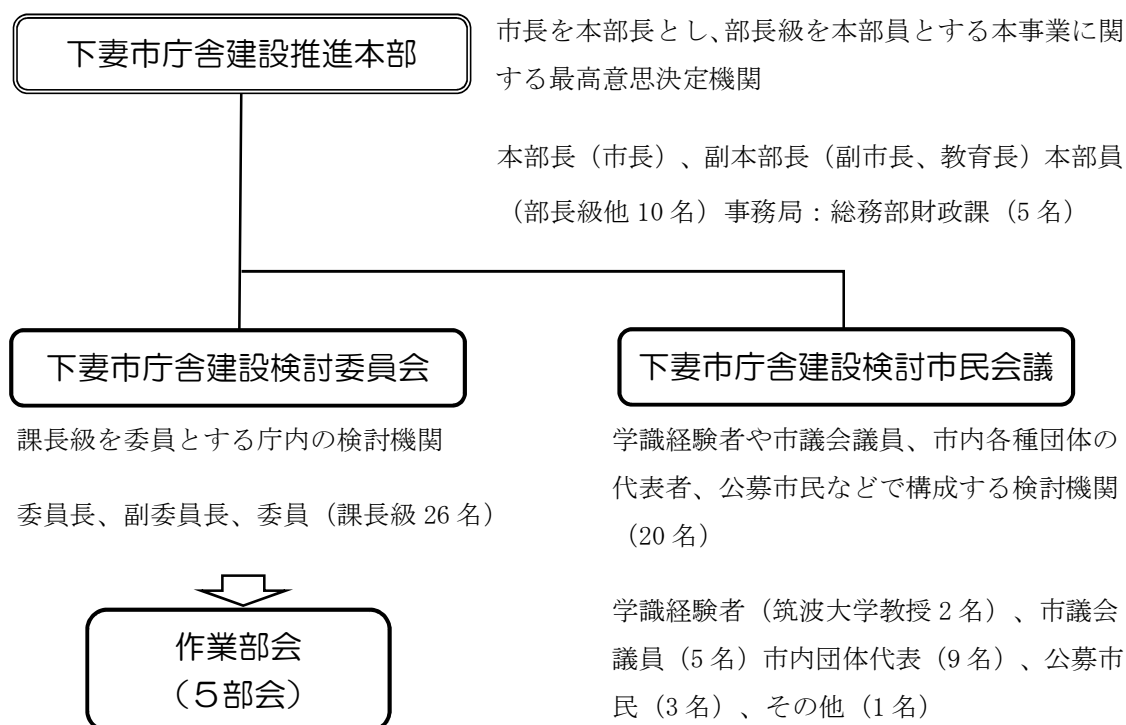 下妻市庁舎建設推進本部
市長を本部長とし、部長級を本部員とする本事業に関
する最高意思決定機関
本部長（市長）、副本部長（副市長、教育長）本部員
（部長級他 10 名）事務局：総務部財政課（5 名）
下妻市庁舎建設検討委員会
課長級を委員とする庁内の検討機関
委員長、副委員長、委員（課長級 26 名）
作業部会
（５部会）
下妻市庁舎建設検討市民会議
学識経験者や市議会議員、市内各種団体の
代表者、公募市民などで構成する検討機関
（20 名）
学識経験者（筑波大学教授 2 名）、市議会
議員（5 名）市内団体代表（9 名）、公募市
民（3 名）、その他（1 名）